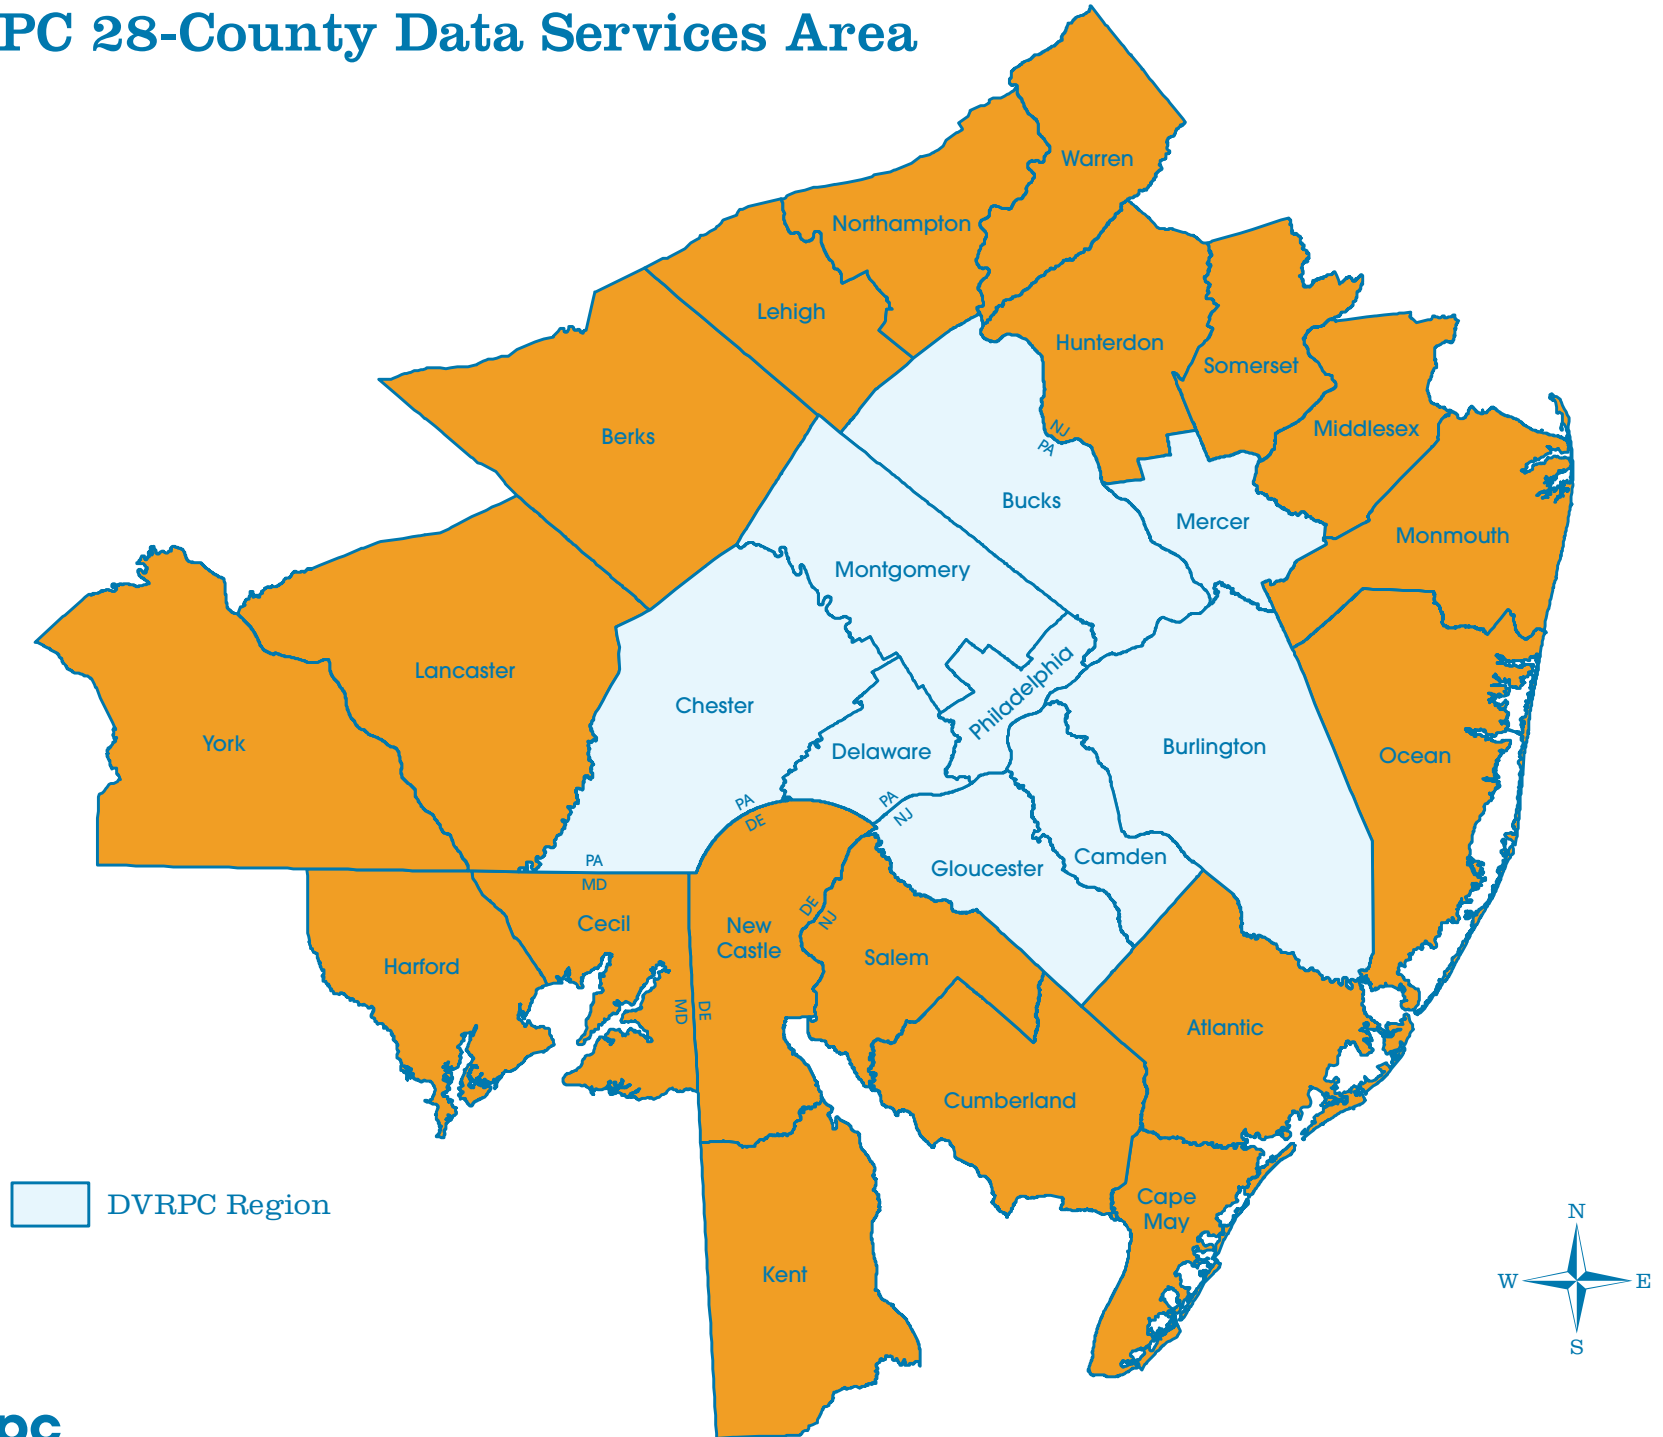 PC 28-County Data Services Area
Warren
Northampton
Lehigh
Hunterdon
Somerset
Berks
NJ
PA
Middlesex
Bucks
Mercer
Monmouth
Montgomery
Lancaster
Philadelphia
Chester
York
Delaware
Burlington
Ocean
PA
DE
PA
NJ
PA
MD
Gloucester
Camden
Cecil
New
Castle
DE
NJ
Harford
Salem
MD
DE
Atlantic
Cumberland
Cape
May
DVRPC Region
Kent
N
W
E
S
pc